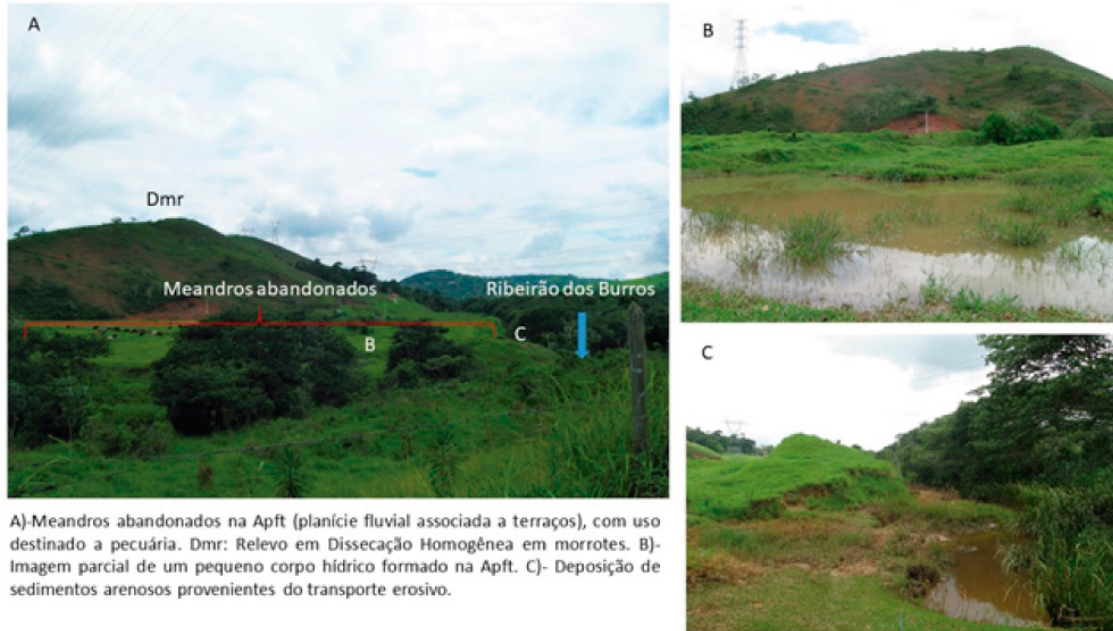 A
Dmr
Meandros abandonados
Ribeirão dos Burros
B
C
B
C
A)-Meandros abandonados na Apft (planície fluvial associada a terraços), com uso
destinado a pecuária. Dmr: Relevo em Dissecação Homogênea em morrotes. B)-
Imagem parcial de um pequeno corpo hídrico formado na Apft. C)- Deposição de
sedimentos arenosos provenientes do transporte erosivo.